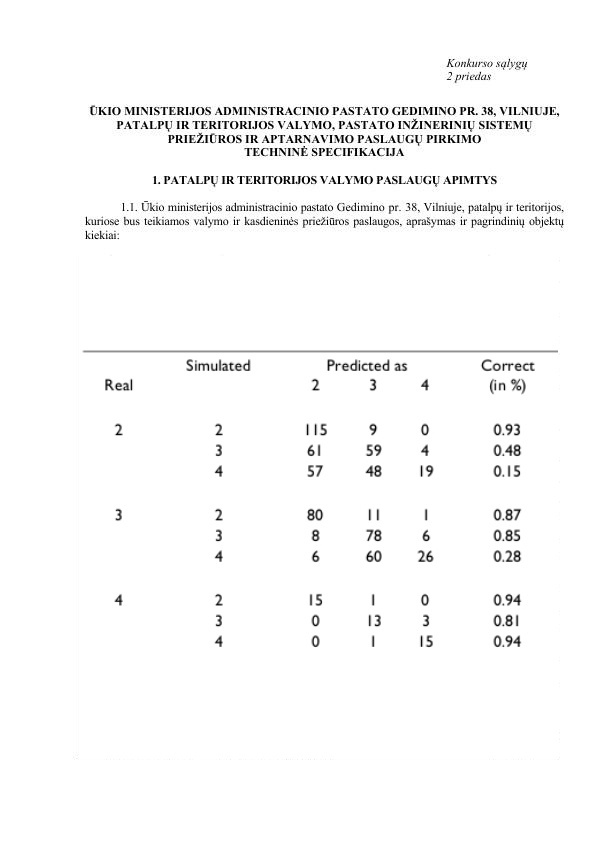 Konkurso sąlygų
2 priedas
ŪKIO MINISTERIJOS ADMINISTRACINIO PASTATO GEDIMINO PR. 38, VILNIUJE,
PATALPŲ IR TERITORIJOS VALYMO, PASTATO INŽINERINIŲ SISTEMŲ
PRIEŽIŪROS IR APTARNAVIMO PASLAUGŲ PIRKIMO
TECHNINĖ SPECIFIKACIJA
1. PATALPŲ IR TERITORIJOS VALYMO PASLAUGŲ APIMTYS
1.1. Ūkio ministerijos administracinio pastato Gedimino pr. 38, Vilniuje, patalpų ir teritorijos,
kuriose bus teikiamos valymo ir kasdieninės priežiūros paslaugos, aprašymas ir pagrindinių objektų
kiekiai:
Simulated Predicted as Correct
Real 2 3 4 (in %)
2 2 115 9 0 0.93
3 61 59 4 0.48
4 57 48 19 0.15
3 2 80 11 1 0.87
3 8 78 6 0.85
4 6 60 26 0.28
4 2 15 1 0 0.94
3 0 13 3 0.81
4 0 1 15 0.94